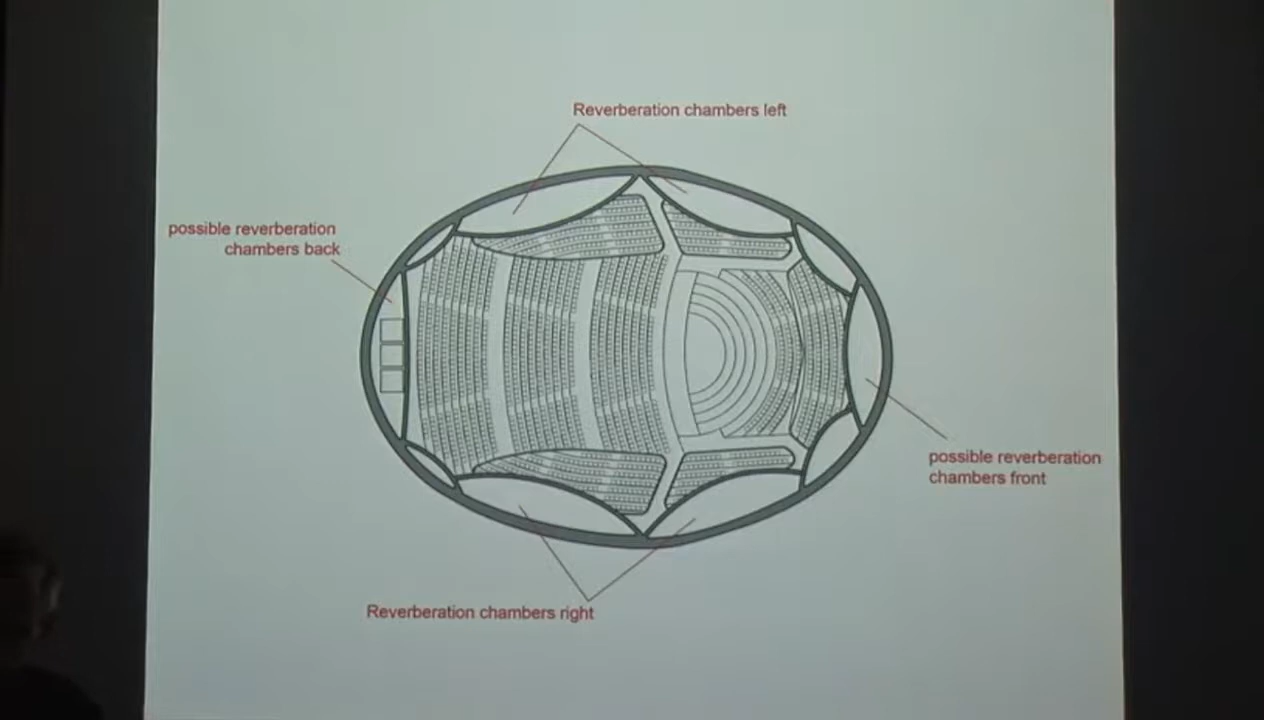 Reverberation chambers left
possible reverberation
chambers back
possible reverberation
chambers front
Reverberation chambers right